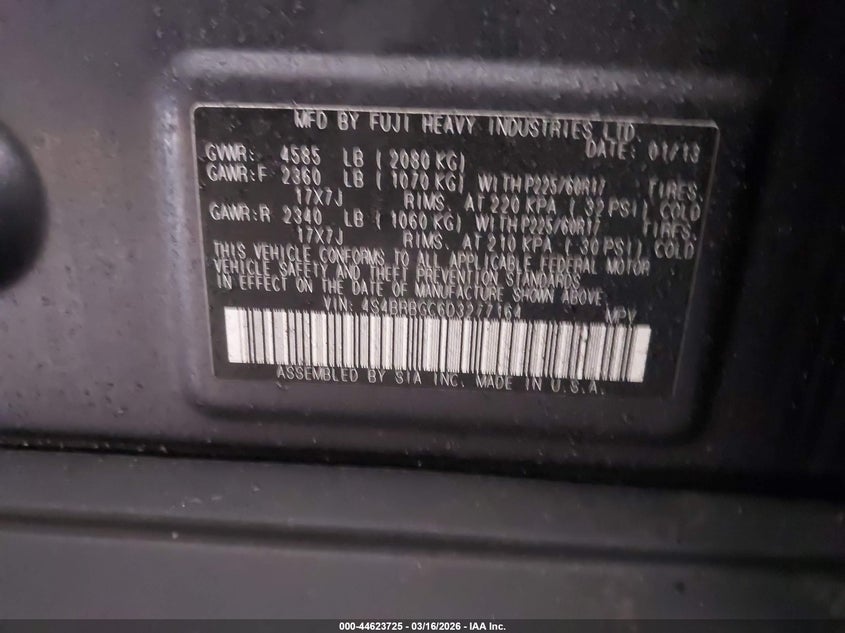 MFD BY FUJI HEAVY INDUSTRIES LTD.
DATE: 01/13
GVWR: 4585 LB ( 2080 KG)
GAWR:F 2360 LB ( 1070 KG) WITH P225/60R17 TIRES,
17X7J RIMS, AT 220 KPA ( 32 PSI) COLD
GAWR:R 2340 LB ( 1060 KG) WITH P225/60R17 TIRES,
17X7J RIMS, AT 210 KPA ( 30 PSI) COLD
THIS VEHICLE CONFORMS TO ALL APPLICABLE FEDERAL MOTOR
VEHICLE SAFETY AND THEFT PREVENTION STANDARDS
IN EFFECT ON THE DATE OF MANUFACTURE SHOWN ABOVE.
VIN: 4S4BRBGC6D3277164 MPV
ASSEMBLED BY SIA INC. MADE IN U.S.A.
000-44623725 - 03/16/2026 - IAA Inc.